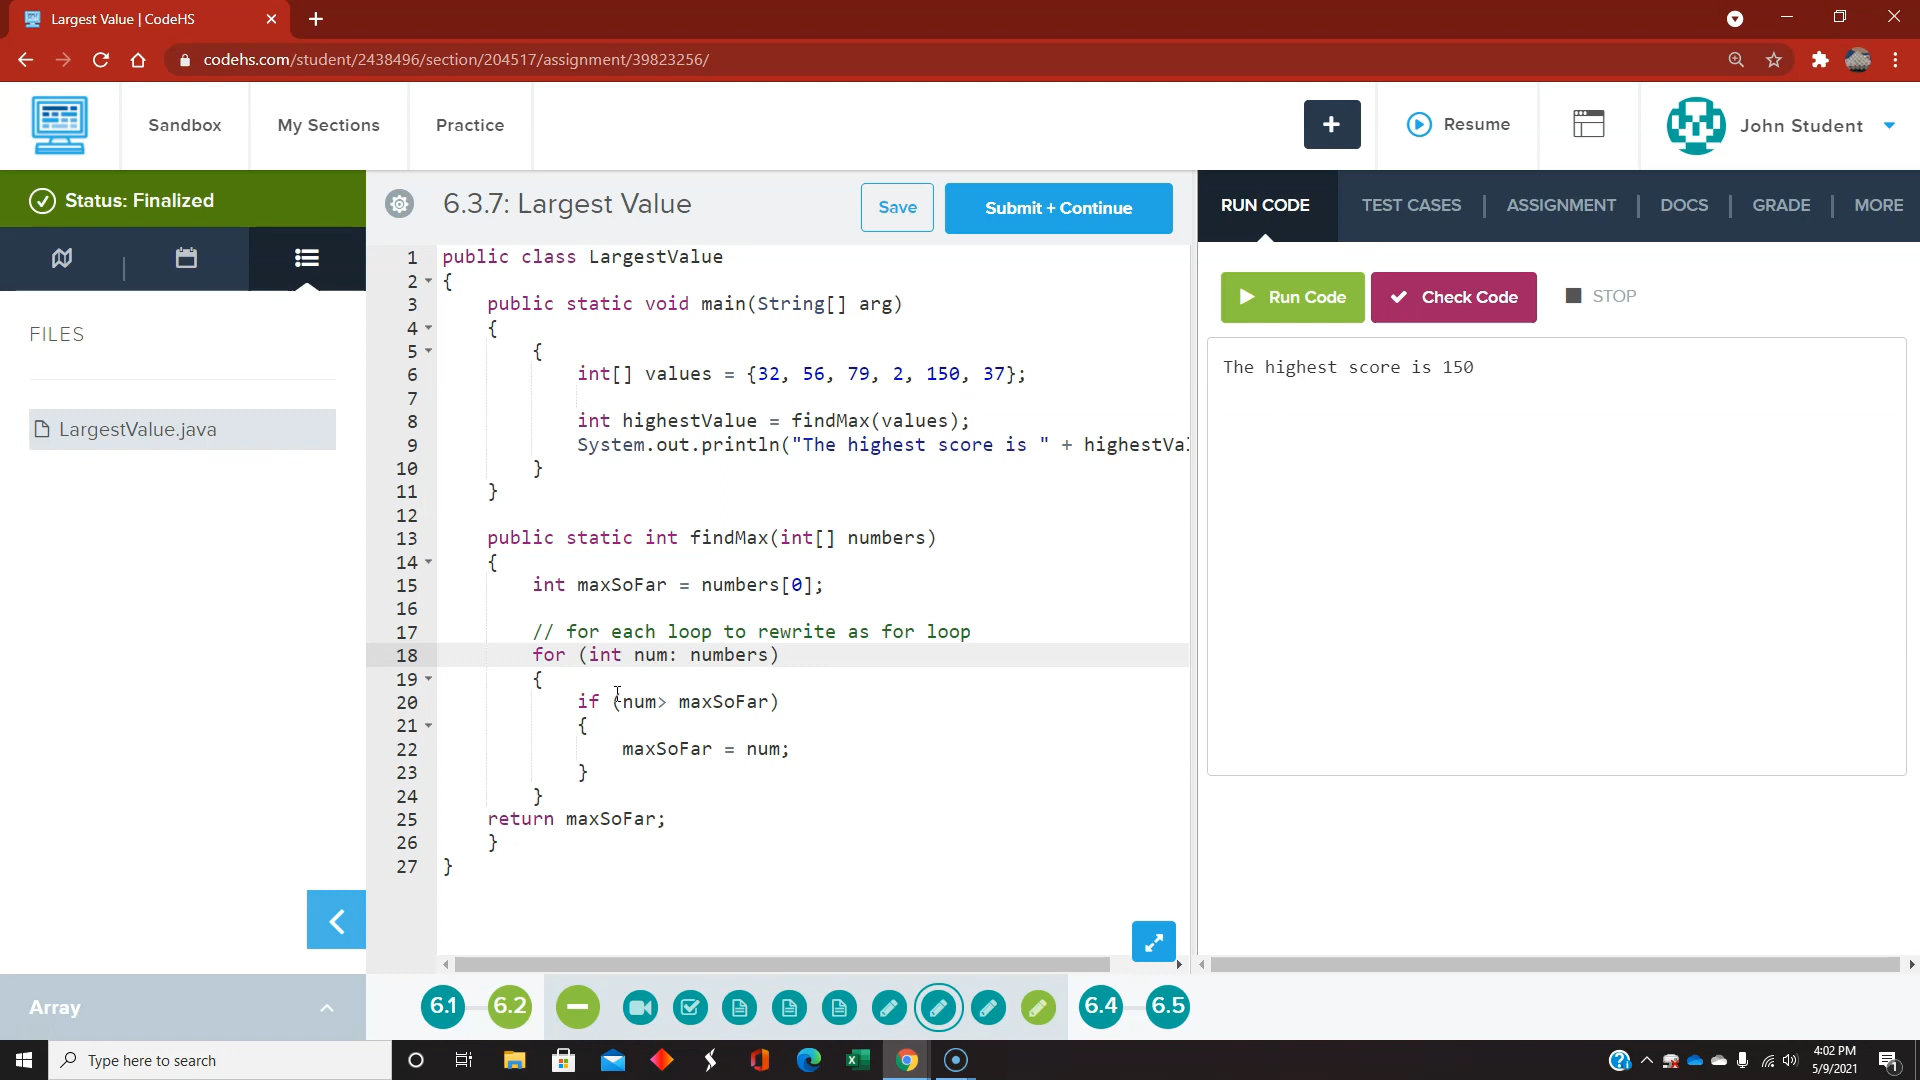 Largest Value | CodeHS
codehs.com/student/2438496/section/204517/assignment/39823256/
Sandbox
My Sections
Practice
+
Resume
John Student
Status: Finalized
6.3.7: Largest Value
Save
Submit + Continue
RUN CODE
TEST CASES
ASSIGNMENT
DOCS
GRADE
MORE
FILES
LargestValue.java
Run Code
Check Code
STOP
The highest score is 150
1 public class LargestValue
2 {
3 public static void main(String[] arg)
4 {
5 {
6 int[] values = {32, 56, 79, 2, 150, 37};
7
8 int highestValue = findMax(values);
9 System.out.println("The highest score is " + highestVal
10 }
11 }
12
13 public static int findMax(int[] numbers)
14 {
15 int maxSoFar = numbers[0];
16
17 // for each loop to rewrite as for loop
18 for (int num: numbers)
19 {
20 if (num> maxSoFar)
21 {
22 maxSoFar = num;
23 }
24 }
25 return maxSoFar;
26 }
27 }
Array
6.1
6.2
6.4
6.5
Type here to search
4:02 PM
5/9/2021
1